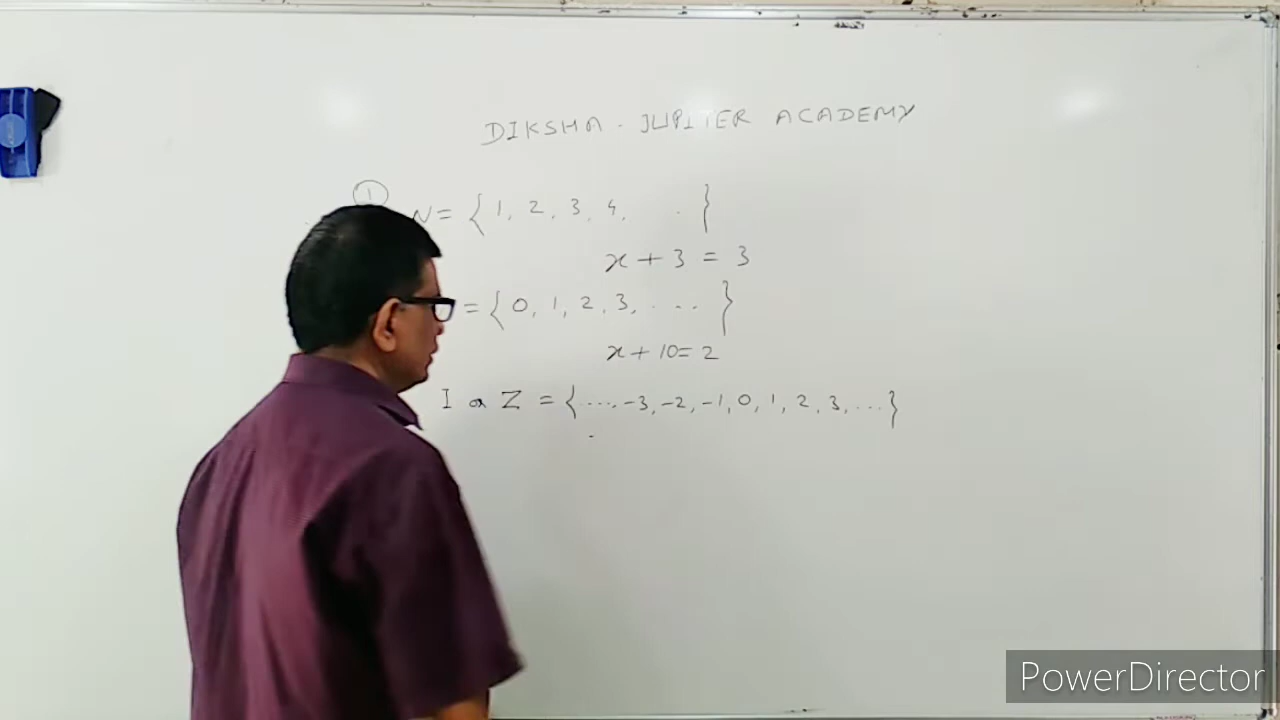 DIKSHA - JUPITER ACADEMY
①
N = { 1, 2, 3, 4, . }
x + 3 = 3
= { 0, 1, 2, 3, .... }
x + 10 = 2
I or Z = { ...., -3, -2, -1, 0, 1, 2, 3, ... }
PowerDirector